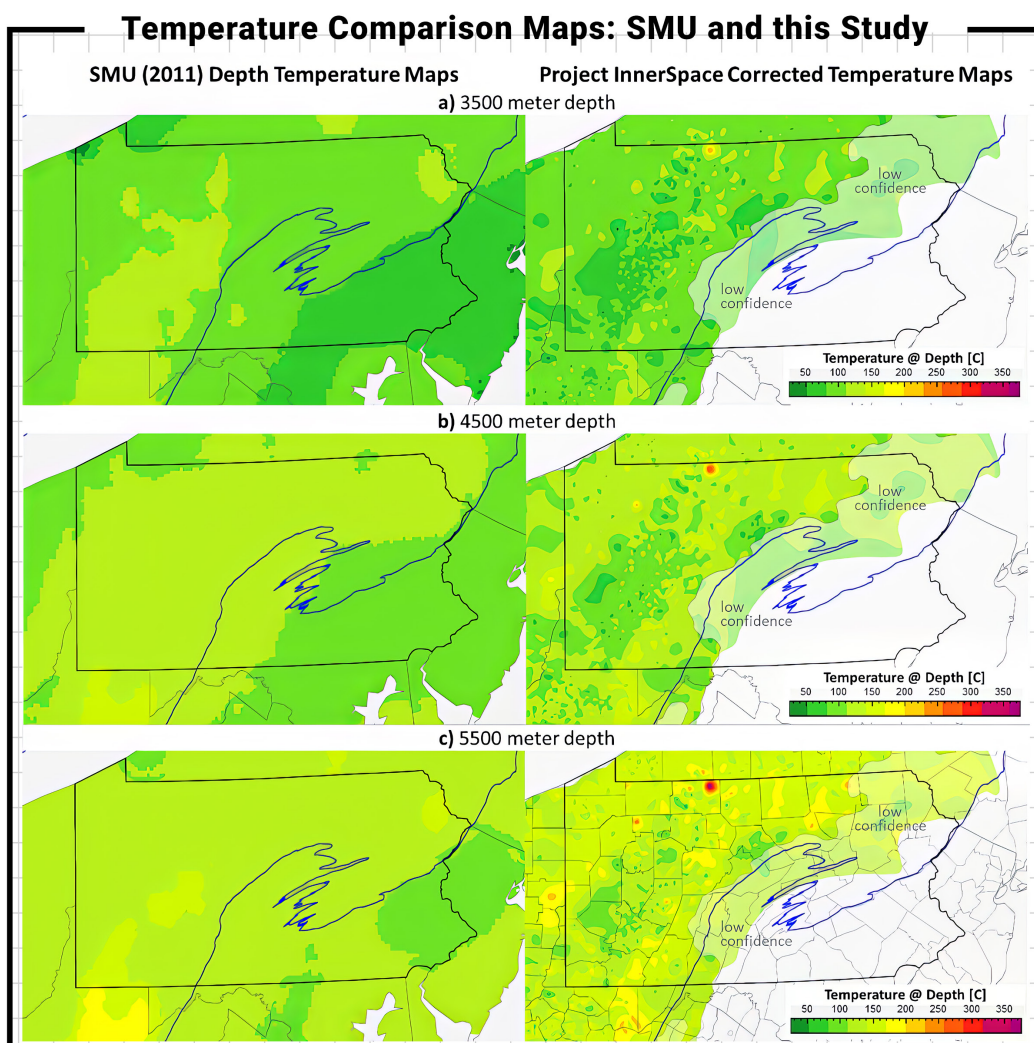 Temperature Comparison Maps: SMU and this Study
SMU (2011) Depth Temperature Maps
Project InnerSpace Corrected Temperature Maps
a) 3500 meter depth
low
confidence
low
confidence
Temperature @ Depth [C]
50 100 150 200 250 300 350
b) 4500 meter depth
low
confidence
low
confidence
Temperature @ Depth [C]
50 100 150 200 250 300 350
c) 5500 meter depth
low
confidence
low
confidence
Temperature @ Depth [C]
50 100 150 200 250 300 350